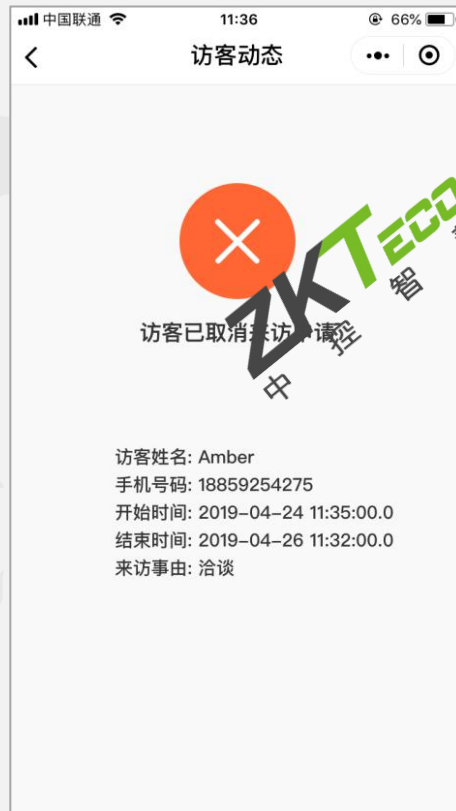 中国联通
11:36
66%
访客动态
ZKTECO
中控智
访客已取消来访申请
访客姓名: Amber
手机号码: 18859254275
开始时间: 2019-04-24 11:35:00.0
结束时间: 2019-04-26 11:32:00.0
来访事由: 洽谈